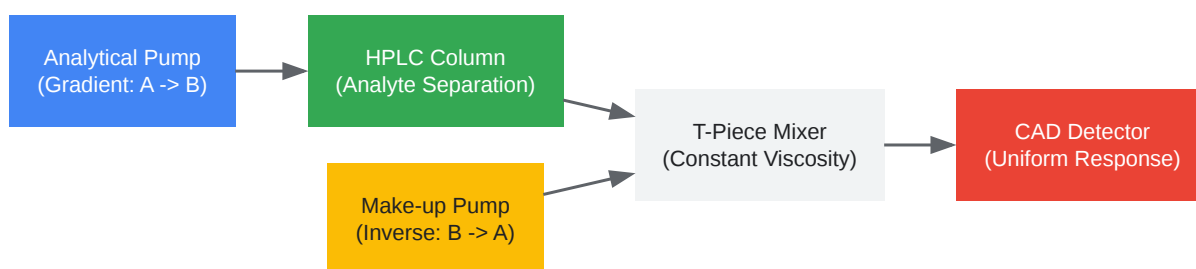 Analytical Pump
(Gradient: A -> B)
HPLC Column
(Analyte Separation)
Make-up Pump
(Inverse: B -> A)
T-Piece Mixer
(Constant Viscosity)
CAD Detector
(Uniform Response)